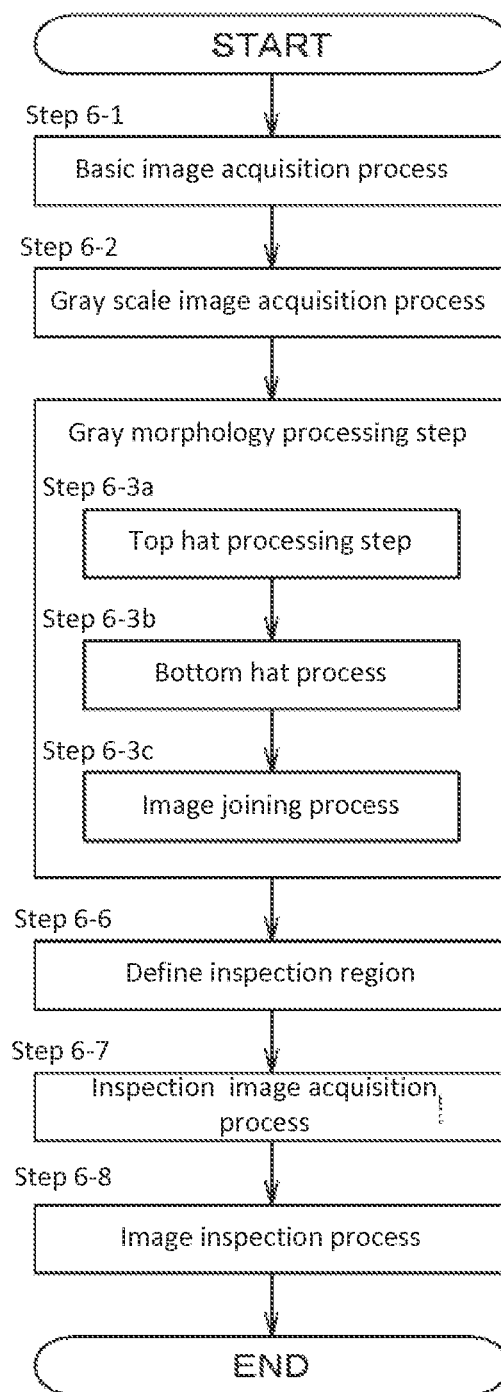 START
Step 6-1
Basic image acquisition process
Step 6-2
Gray scale image acquisition process
Gray morphology processing step
Step 6-3a
Top hat processing step
Step 6-3b
Bottom hat process
Step 6-3c
Image joining process
Step 6-6
Define inspection region
Step 6-7
Inspection image acquisition
process
Step 6-8
Image inspection process
END